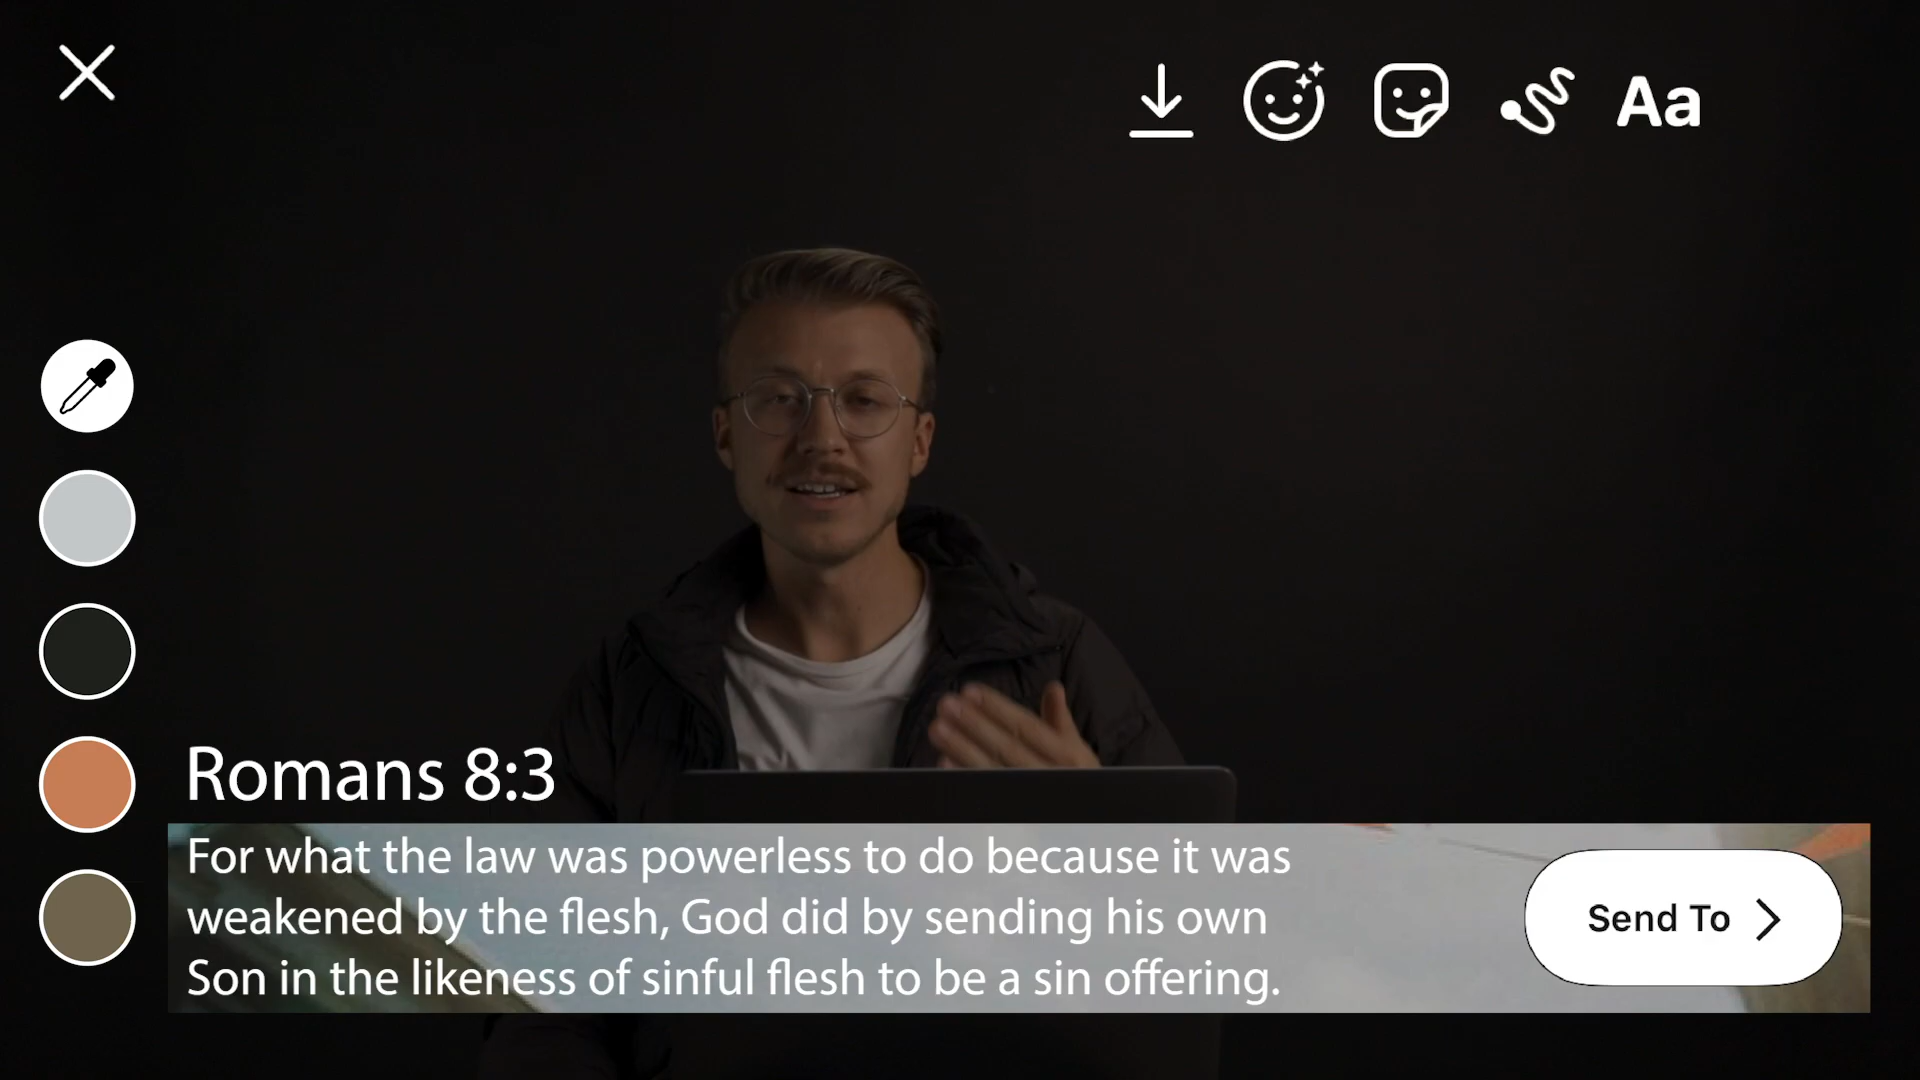 Aa
Romans 8:3
For what the law was powerless to do because it was
weakened by the flesh, God did by sending his own
Son in the likeness of sinful flesh to be a sin offering.
Send To